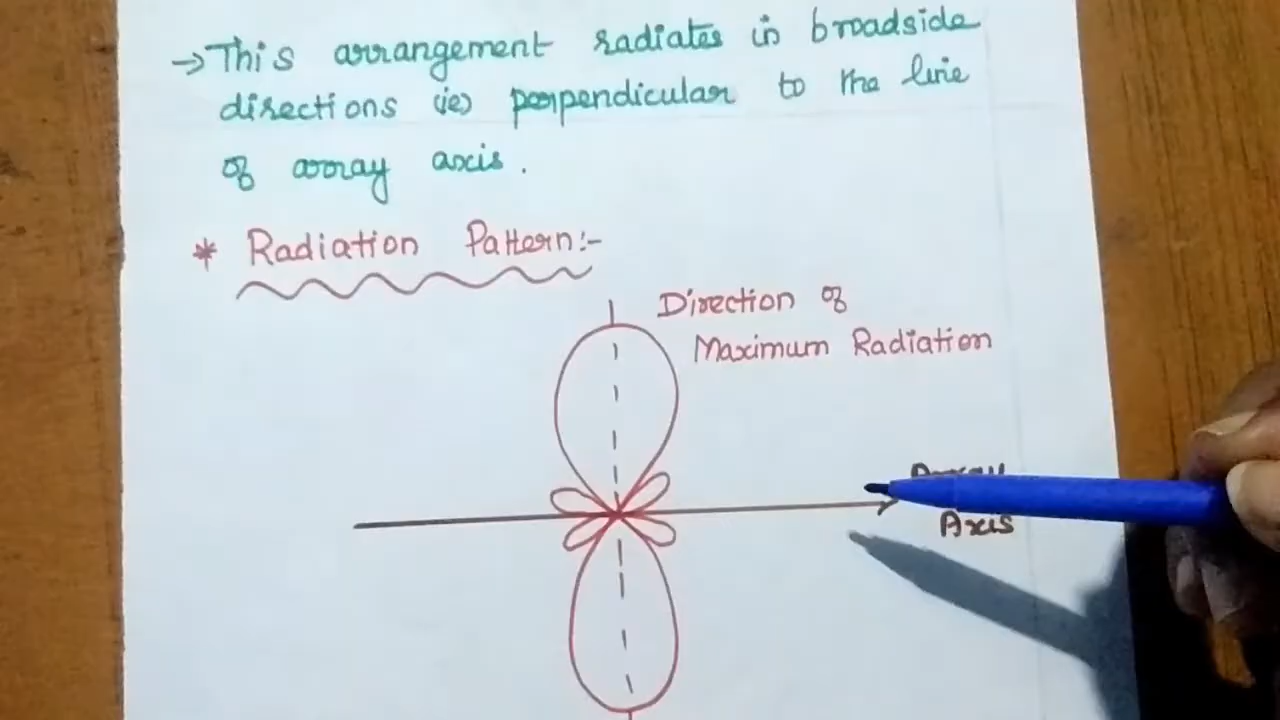 → This arrangement radiates in broadside
directions (ie) perpendicular to the line
of array axis.
* Radiation Pattern:-
Direction of
Maximum Radiation
Array
Axis